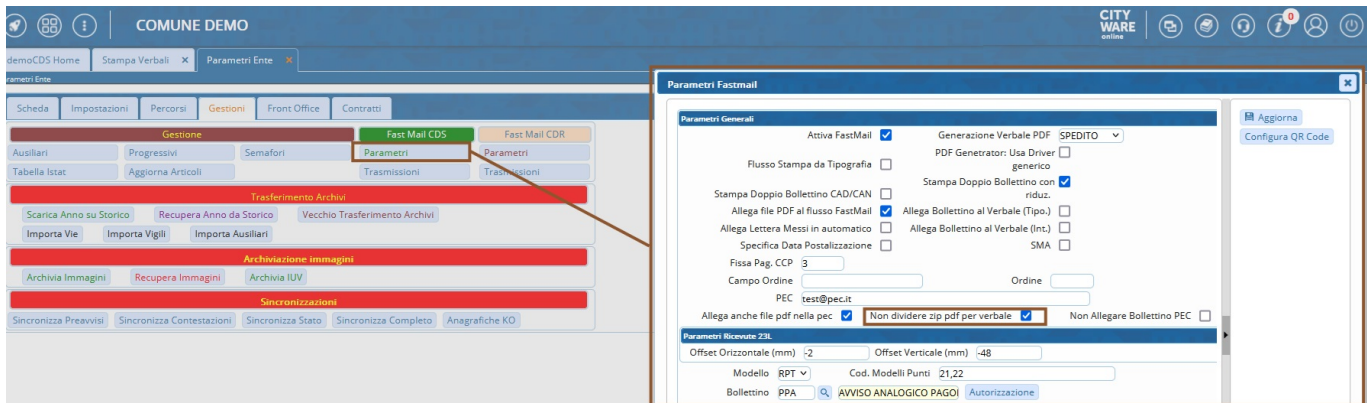 COMUNE DEMO
CITY
WARE
online
0
demoCDS Home Stampa Verbali × Parametri Ente ×
rametri Ente
Scheda Impostazioni Percorsi Gestioni Front Office Contratti
Gestione Fast Mail CDS Fast Mail CDR
Ausiliari Progressivi Semafori Parametri Parametri
Tabella Istat Aggiorna Articoli Trasmissioni Trasmissioni
Trasferimento Archivi
Scarica Anno su Storico Recupera Anno da Storico Vecchio Trasferimento Archivi
Importa Vie Importa Vigili Importa Ausiliari
Archiviazione immagini
Archivia Immagini Recupera Immagini Archivia IUV
Sincronizzazioni
Sincronizza Preavvisi Sincronizza Contestazioni Sincronizza Stato Sincronizza Completo Anagrafiche KO
Parametri Fastmail
Parametri Generali
Attiva FastMail Generazione Verbale PDF SPEDITO
Flusso Stampa da Tipografia PDF Genetrator: Usa Driver
generico
Stampa Doppio Bollettino CAD/CAN Stampa Doppio Bollettino con
riduz.
Allega file PDF al flusso FastMail Allega Bollettino al Verbale (Tipo.)
Allega Lettera Messi in automatico Allega Bollettino al Verbale (Int.)
Specifica Data Postalizzazione SMA
Fissa Pag. CCP 3
Campo Ordine Ordine
PEC test@pec.it
Allega anche file pdf nella pec Non dividere zip pdf per verbale Non Allegare Bollettino PEC
Parametri Ricevute 23L
Offset Orizzontale (mm) -2 Offset Verticale (mm) -48
Modello RPT Cod. Modelli Punti 21,22
Bollettino PPA AVVISO ANALOGICO PAGOI Autorizzazione
Aggiorna
Configura QR Code